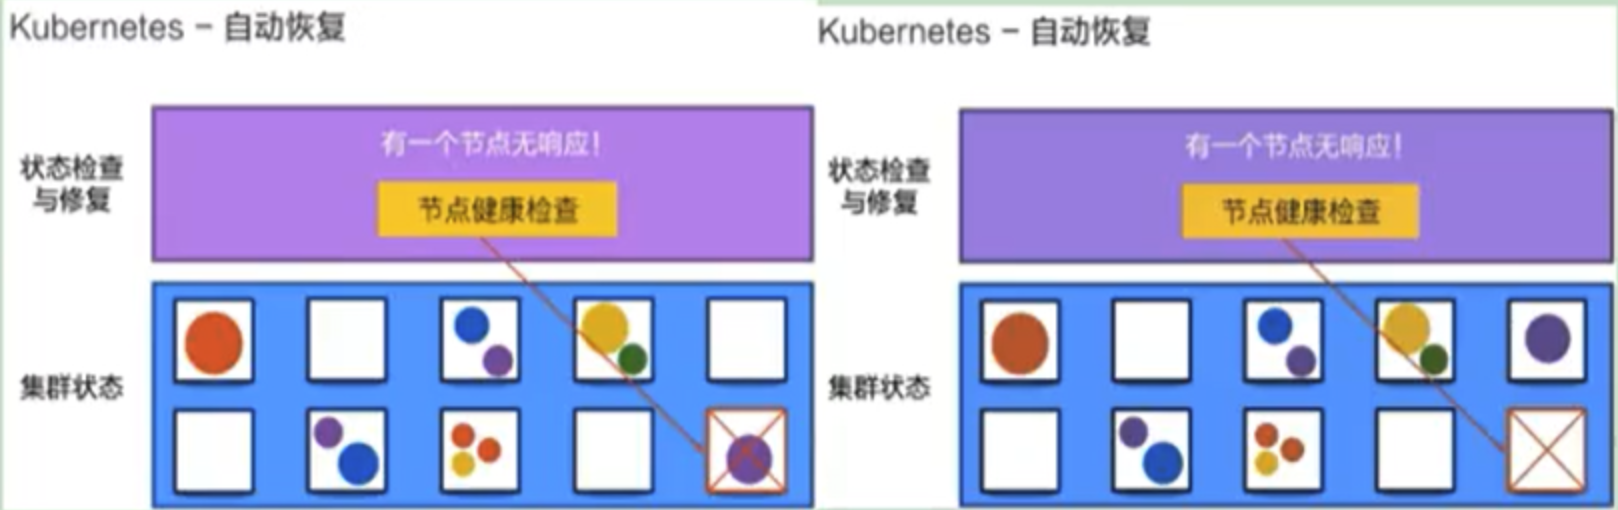 Kubernetes – 自动恢复
状态检查
与修复
有一个节点无响应！
节点健康检查
集群状态
Kubernetes – 自动恢复
状态检查
与修复
有一个节点无响应！
节点健康检查
集群状态